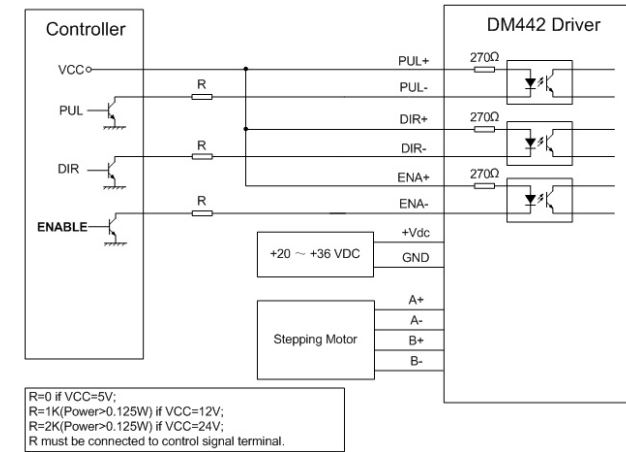 Controller
DM442 Driver
VCC
PUL+
270Ω
R
PUL-
PUL
DIR+
270Ω
R
DIR-
DIR
ENA+
270Ω
R
ENA-
ENABLE
+Vdc
+20 ～ +36 VDC
GND
A+
A-
Stepping Motor
B+
B-
R=0 if VCC=5V;
R=1K(Power>0.125W) if VCC=12V;
R=2K(Power>0.125W) if VCC=24V;
R must be connected to control signal terminal.